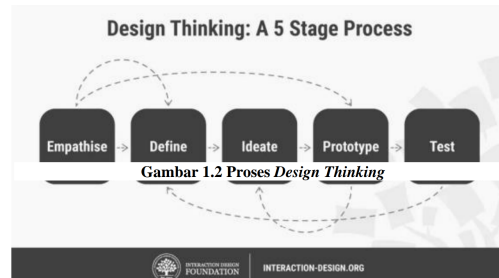 Design Thinking: A 5 Stage Process
Empathise Define Ideate Prototype Test
Gambar 1.2 Proses Design Thinking
INTERACTION DESIGN
FOUNDATION
INTERACTION-DESIGN.ORG